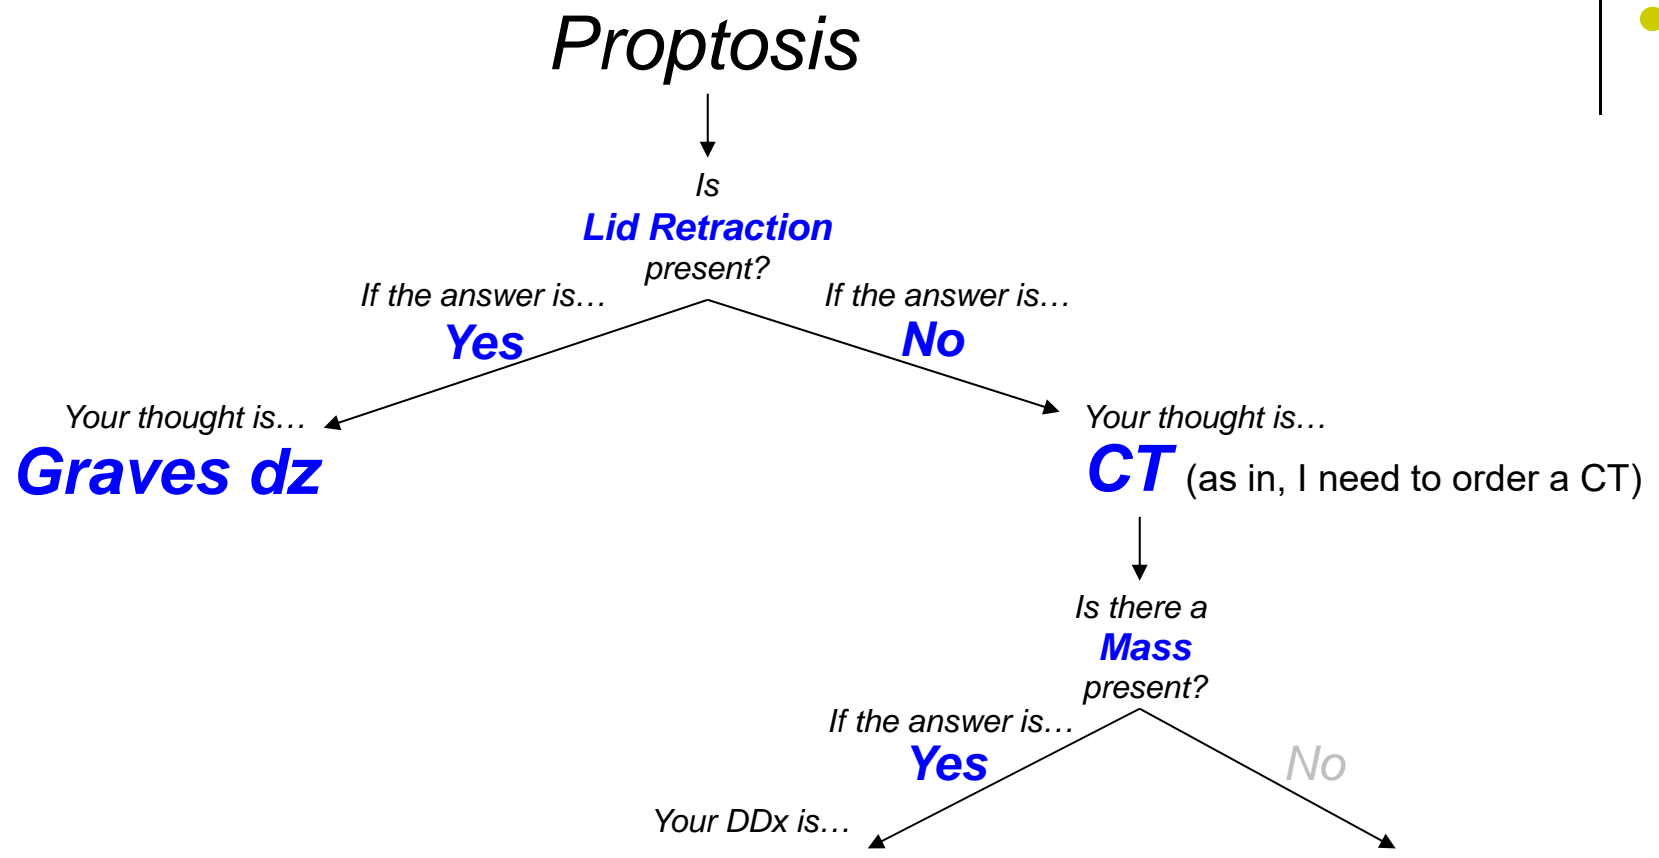 Proptosis
Is
Lid Retraction
present?
If the answer is…
Yes
If the answer is…
No
Your thought is…
Graves dz
Your thought is…
CT (as in, I need to order a CT)
Is there a
Mass
present?
If the answer is…
Yes
No
Your DDx is…